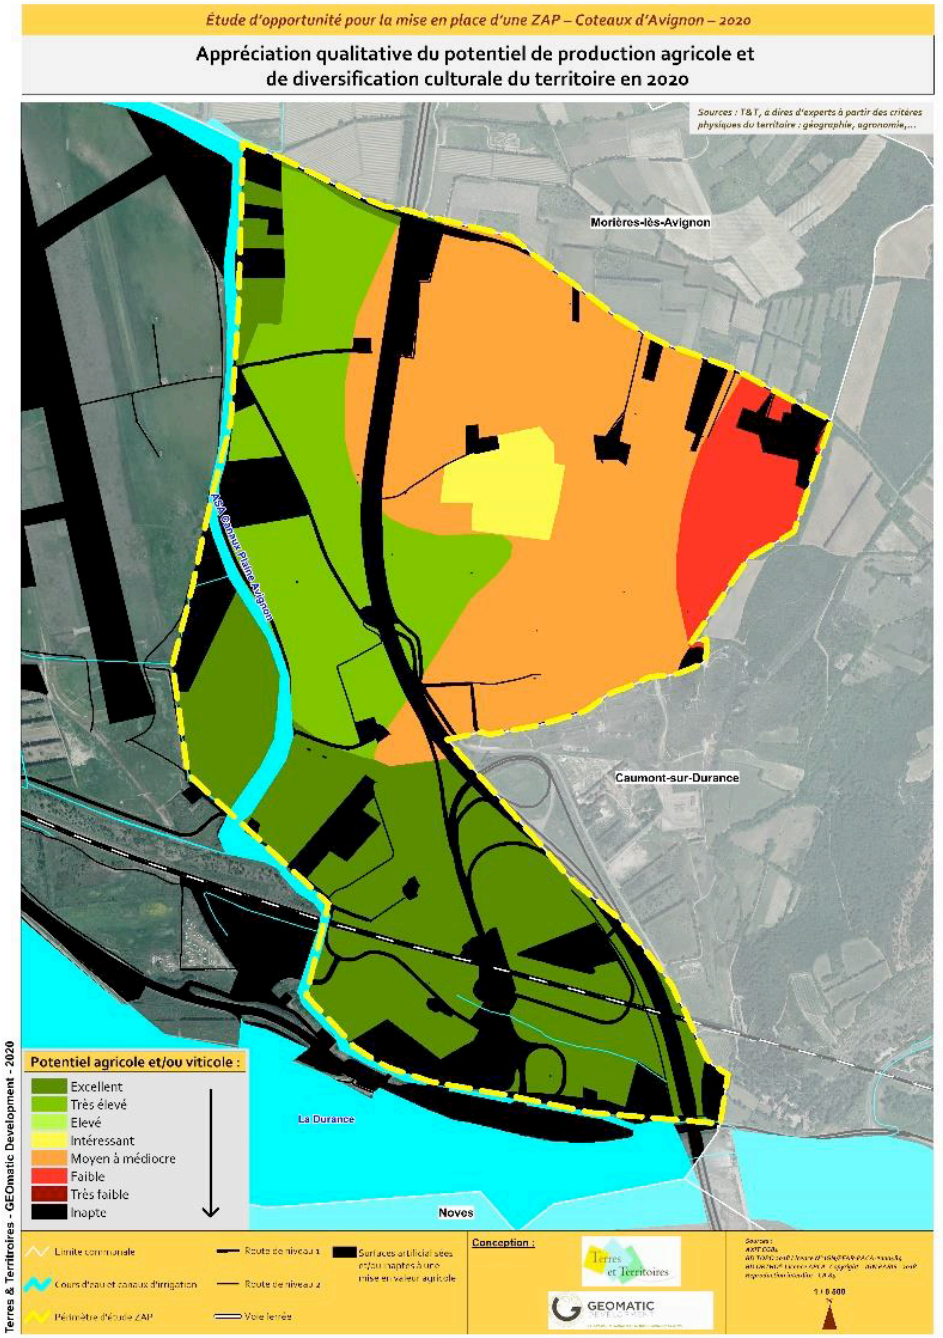 Étude d'opportunité pour la mise en place d'une ZAP – Coteaux d'Avignon – 2020
Appréciation qualitative du potentiel de production agricole et
de diversification culturale du territoire en 2020
Sources : T&T, à dires d'experts à partir des critères
physiques du territoire : géographie, agronomie,...
Morières-lès-Avignon
ASA Canaux Plaine Avignon
Caumont-sur-Durance
La Durance
Noves
Terres & Territroires - GEOmatic Development - 2020
Potentiel agricole et/ou viticole :
Excellent
Très élevé
Elevé
Intéressant
Moyen à médiocre
Faible
Très faible
Inapte
Limite communale
Cours d'eau et canaux d'irrigation
Périmètre d'étude ZAP
Route de niveau 1
Route de niveau 2
Voie ferrée
Surfaces artificialisées
et/ou inaptes à une
mise en valeur agricole
Conception :
Terres
et Territoires
GEOMATIC
DEVELOPMENT
Sources :
Reproduction interdite
N